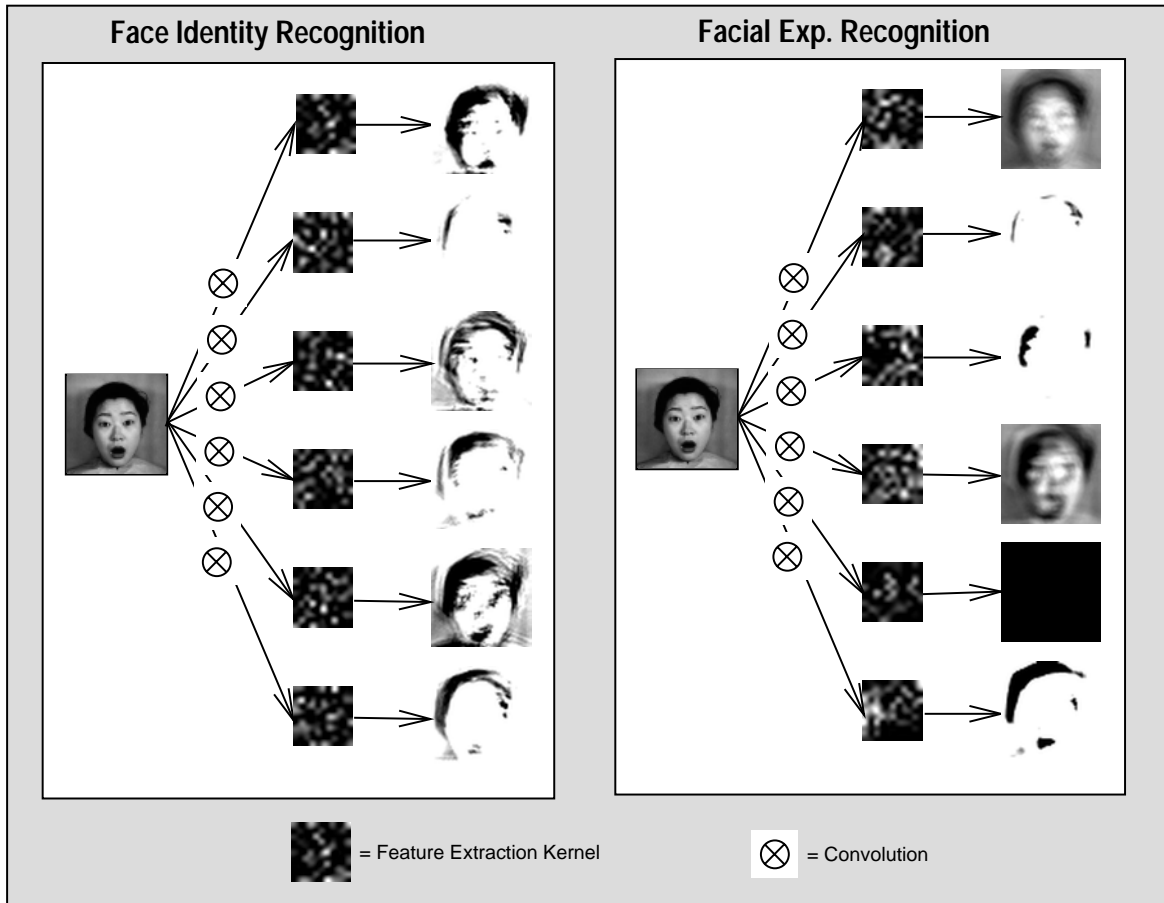 Face Identity Recognition
Facial Exp. Recognition
= Feature Extraction Kernel
= Convolution